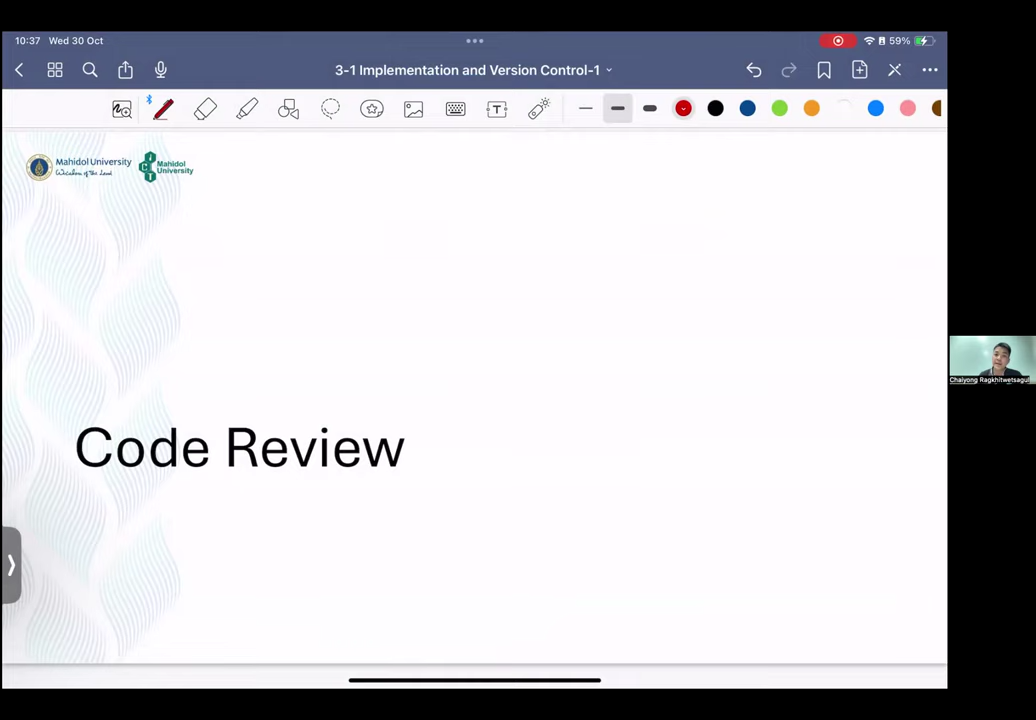 10:37 Wed 30 Oct
59%
3-1 Implementation and Version Control-1
T
Mahidol University
Wisdom of the Land
Mahidol
University
ICT
Code Review
Chaiyong Ragkhitwetsagul